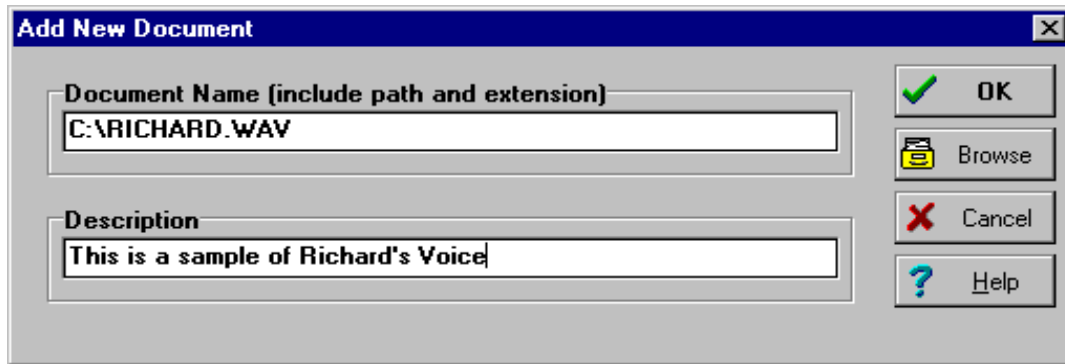 Add New Document
Document Name (include path and extension)
C:\RICHARD.WAV
Description
This is a sample of Richard's Voice
OK
Browse
Cancel
Help